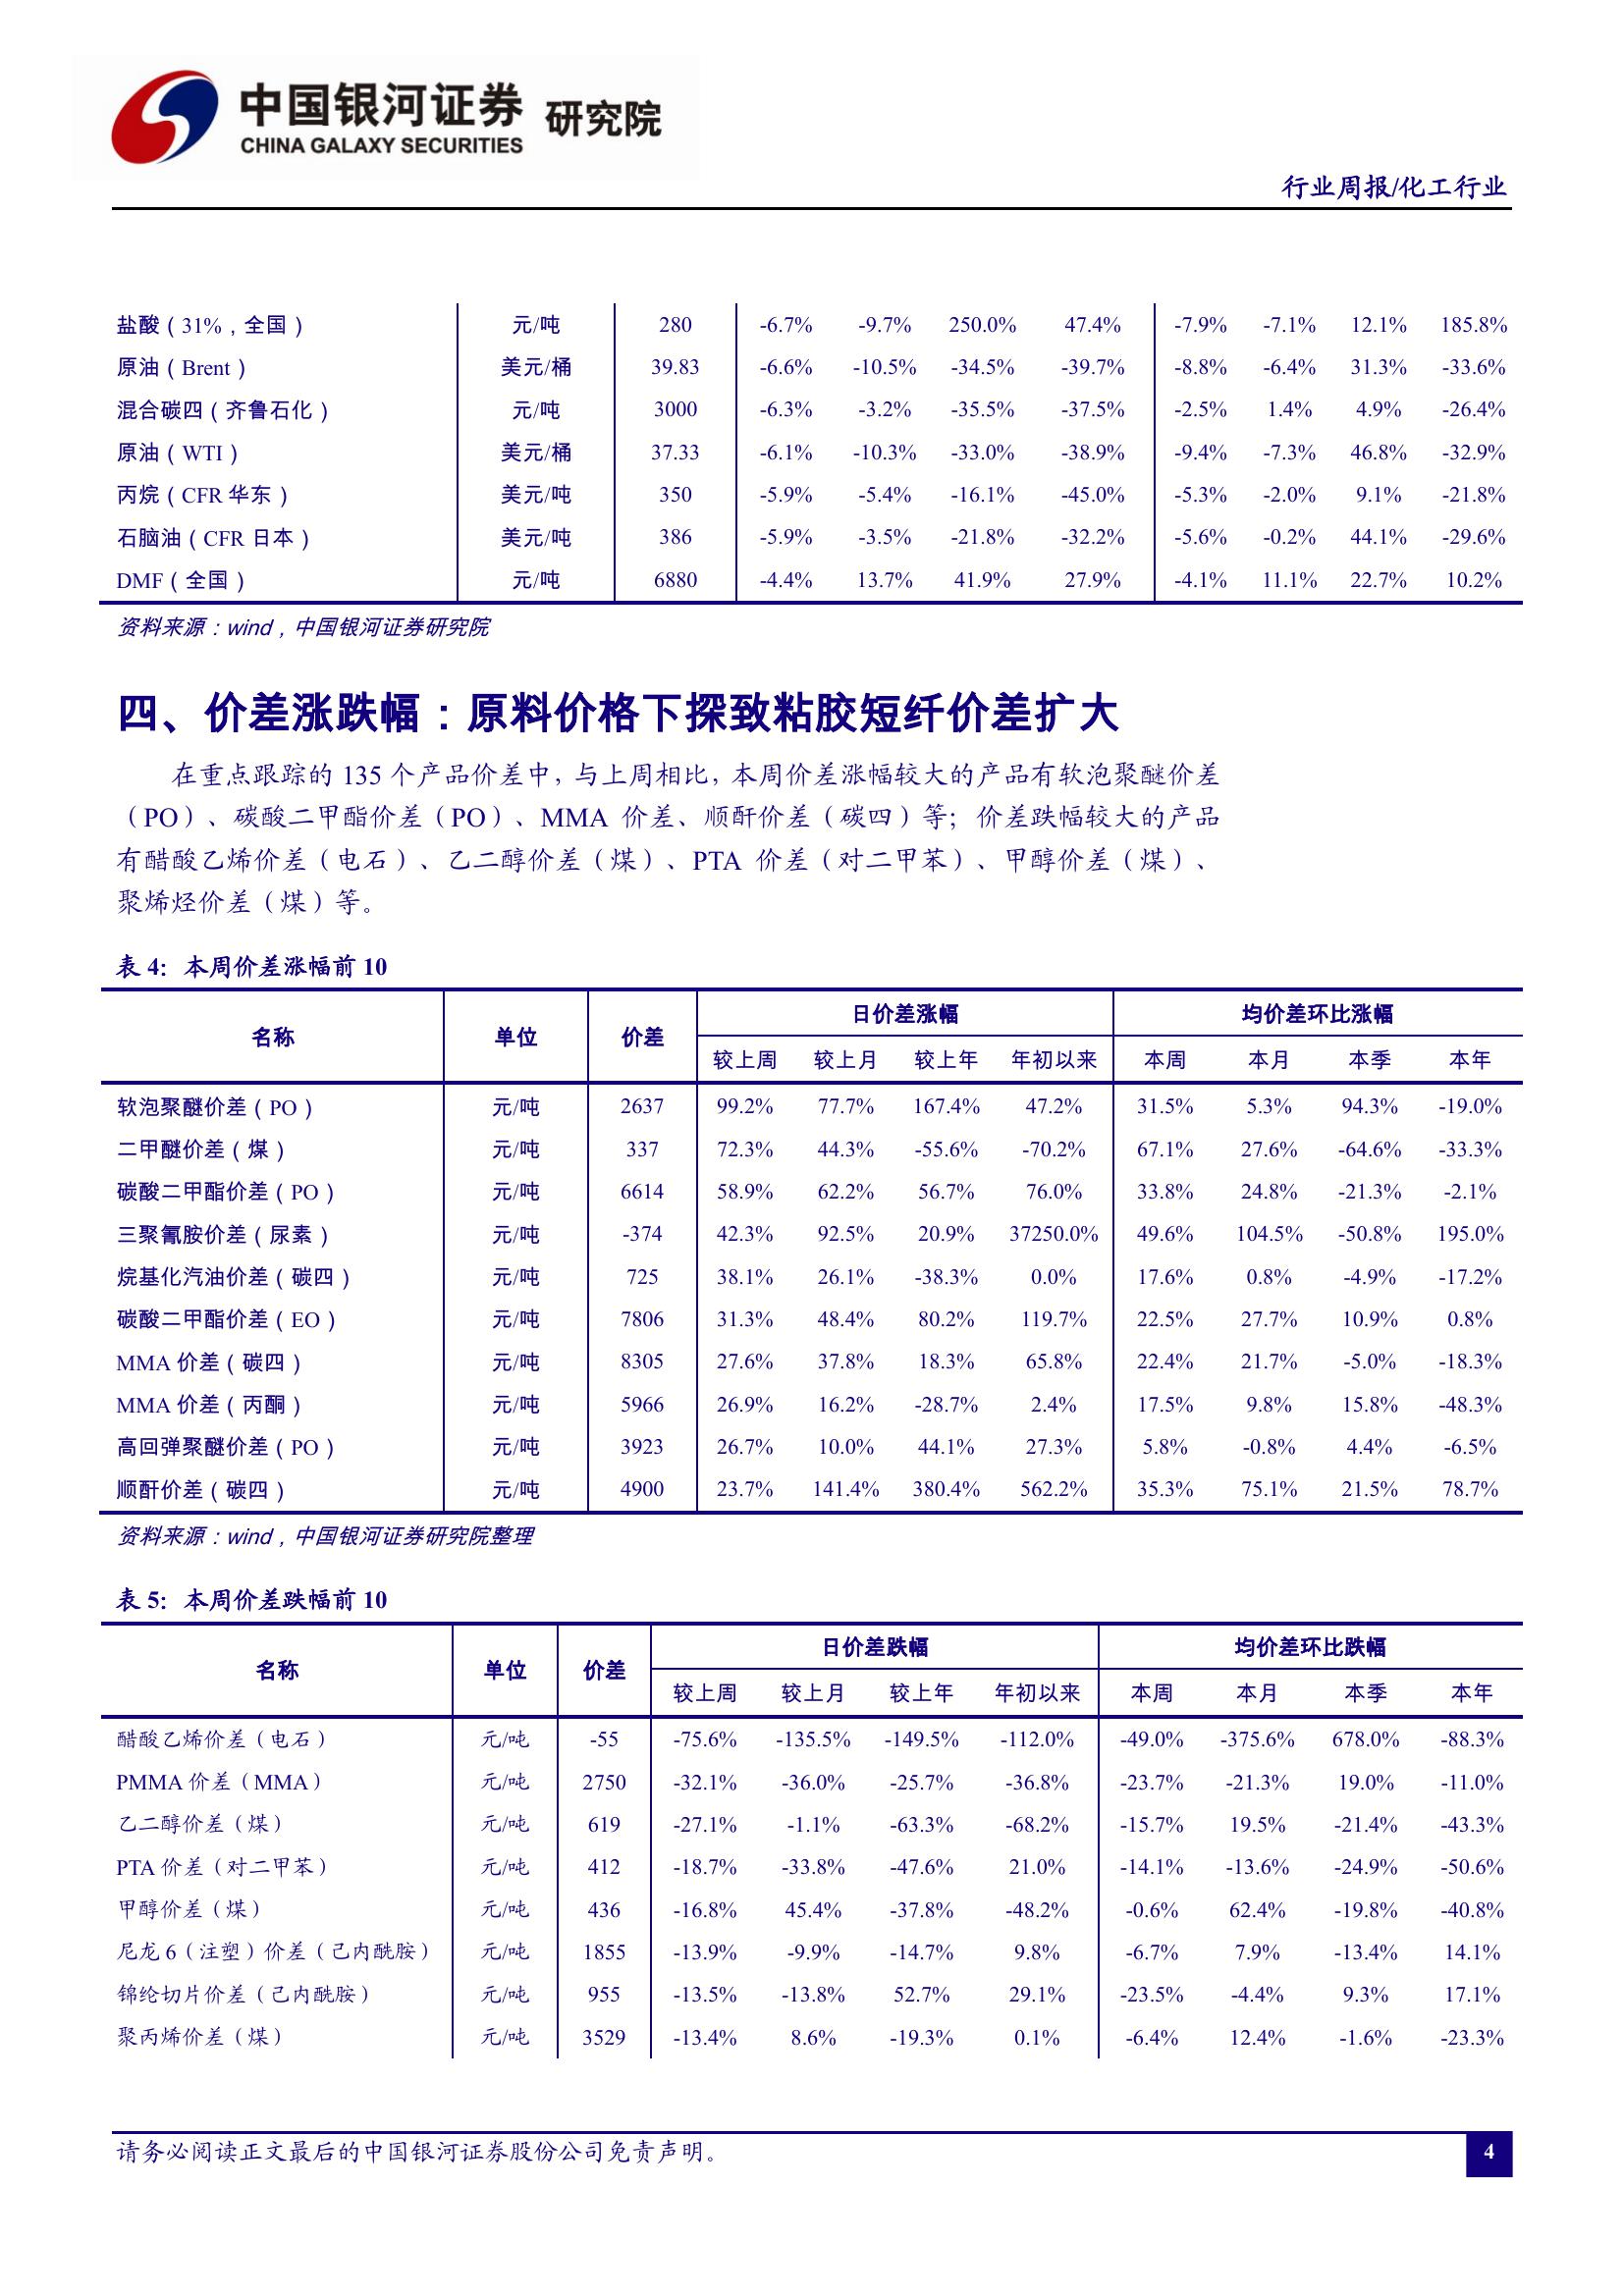 中国银河证券 研究院
CHINA GALAXY SECURITIES
行业周报/化工行业
盐酸（31%，全国） 元/吨 280 -6.7% -9.7% 250.0% 47.4% -7.9% -7.1% 12.1% 185.8%
原油（Brent） 美元/桶 39.83 -6.6% -10.5% -34.5% -39.7% -8.8% -6.4% 31.3% -33.6%
混合碳四（齐鲁石化） 元/吨 3000 -6.3% -3.2% -35.5% -37.5% -2.5% 1.4% 4.9% -26.4%
原油（WTI） 美元/桶 37.33 -6.1% -10.3% -33.0% -38.9% -9.4% -7.3% 46.8% -32.9%
丙烷（CFR 华东） 美元/吨 350 -5.9% -5.4% -16.1% -45.0% -5.3% -2.0% 9.1% -21.8%
石脑油（CFR 日本） 美元/吨 386 -5.9% -3.5% -21.8% -32.2% -5.6% -0.2% 44.1% -29.6%
DMF（全国） 元/吨 6880 -4.4% 13.7% 41.9% 27.9% -4.1% 11.1% 22.7% 10.2%
资料来源：wind，中国银河证券研究院
四、价差涨跌幅：原料价格下探致粘胶短纤价差扩大
在重点跟踪的 135 个产品价差中，与上周相比，本周价差涨幅较大的产品有软泡聚醚价差
（PO）、碳酸二甲酯价差（PO）、MMA 价差、顺酐价差（碳四）等；价差跌幅较大的产品
有醋酸乙烯价差（电石）、乙二醇价差（煤）、PTA 价差（对二甲苯）、甲醇价差（煤）、
聚烯烃价差（煤）等。
表 4：本周价差涨幅前 10
名称 单位 价差 日价差涨幅 均价差环比涨幅
较上周 较上月 较上年 年初以来 本周 本月 本季 本年
软泡聚醚价差（PO） 元/吨 2637 99.2% 77.7% 167.4% 47.2% 31.5% 5.3% 94.3% -19.0%
二甲醚价差（煤） 元/吨 337 72.3% 44.3% -55.6% -70.2% 67.1% 27.6% -64.6% -33.3%
碳酸二甲酯价差（PO） 元/吨 6614 58.9% 62.2% 56.7% 76.0% 33.8% 24.8% -21.3% -2.1%
三聚氰胺价差（尿素） 元/吨 -374 42.3% 92.5% 20.9% 37250.0% 49.6% 104.5% -50.8% 195.0%
烷基化汽油价差（碳四） 元/吨 725 38.1% 26.1% -38.3% 0.0% 17.6% 0.8% -4.9% -17.2%
碳酸二甲酯价差（EO） 元/吨 7806 31.3% 48.4% 80.2% 119.7% 22.5% 27.7% 10.9% 0.8%
MMA 价差（碳四） 元/吨 8305 27.6% 37.8% 18.3% 65.8% 22.4% 21.7% -5.0% -18.3%
MMA 价差（丙酮） 元/吨 5966 26.9% 16.2% -28.7% 2.4% 17.5% 9.8% 15.8% -48.3%
高回弹聚醚价差（PO） 元/吨 3923 26.7% 10.0% 44.1% 27.3% 5.8% -0.8% 4.4% -6.5%
顺酐价差（碳四） 元/吨 4900 23.7% 141.4% 380.4% 562.2% 35.3% 75.1% 21.5% 78.7%
资料来源：wind，中国银河证券研究院整理
表 5：本周价差跌幅前 10
名称 单位 价差 日价差跌幅 均价差环比跌幅
较上周 较上月 较上年 年初以来 本周 本月 本季 本年
醋酸乙烯价差（电石） 元/吨 -55 -75.6% -135.5% -149.5% -112.0% -49.0% -375.6% 678.0% -88.3%
PMMA 价差（MMA） 元/吨 2750 -32.1% -36.0% -25.7% -36.8% -23.7% -21.3% 19.0% -11.0%
乙二醇价差（煤） 元/吨 619 -27.1% -1.1% -63.3% -68.2% -15.7% 19.5% -21.4% -43.3%
PTA 价差（对二甲苯） 元/吨 412 -18.7% -33.8% -47.6% 21.0% -14.1% -13.6% -24.9% -50.6%
甲醇价差（煤） 元/吨 436 -16.8% 45.4% -37.8% -48.2% -0.6% 62.4% -19.8% -40.8%
尼龙 6（注塑）价差（己内酰胺） 元/吨 1855 -13.9% -9.9% -14.7% 9.8% -6.7% 7.9% -13.4% 14.1%
锦纶切片价差（己内酰胺） 元/吨 955 -13.5% -13.8% 52.7% 29.1% -23.5% -4.4% 9.3% 17.1%
聚丙烯价差（煤） 元/吨 3529 -13.4% 8.6% -19.3% 0.1% -6.4% 12.4% -1.6% -23.3%
请务必阅读正文最后的中国银河证券股份公司免责声明。
4